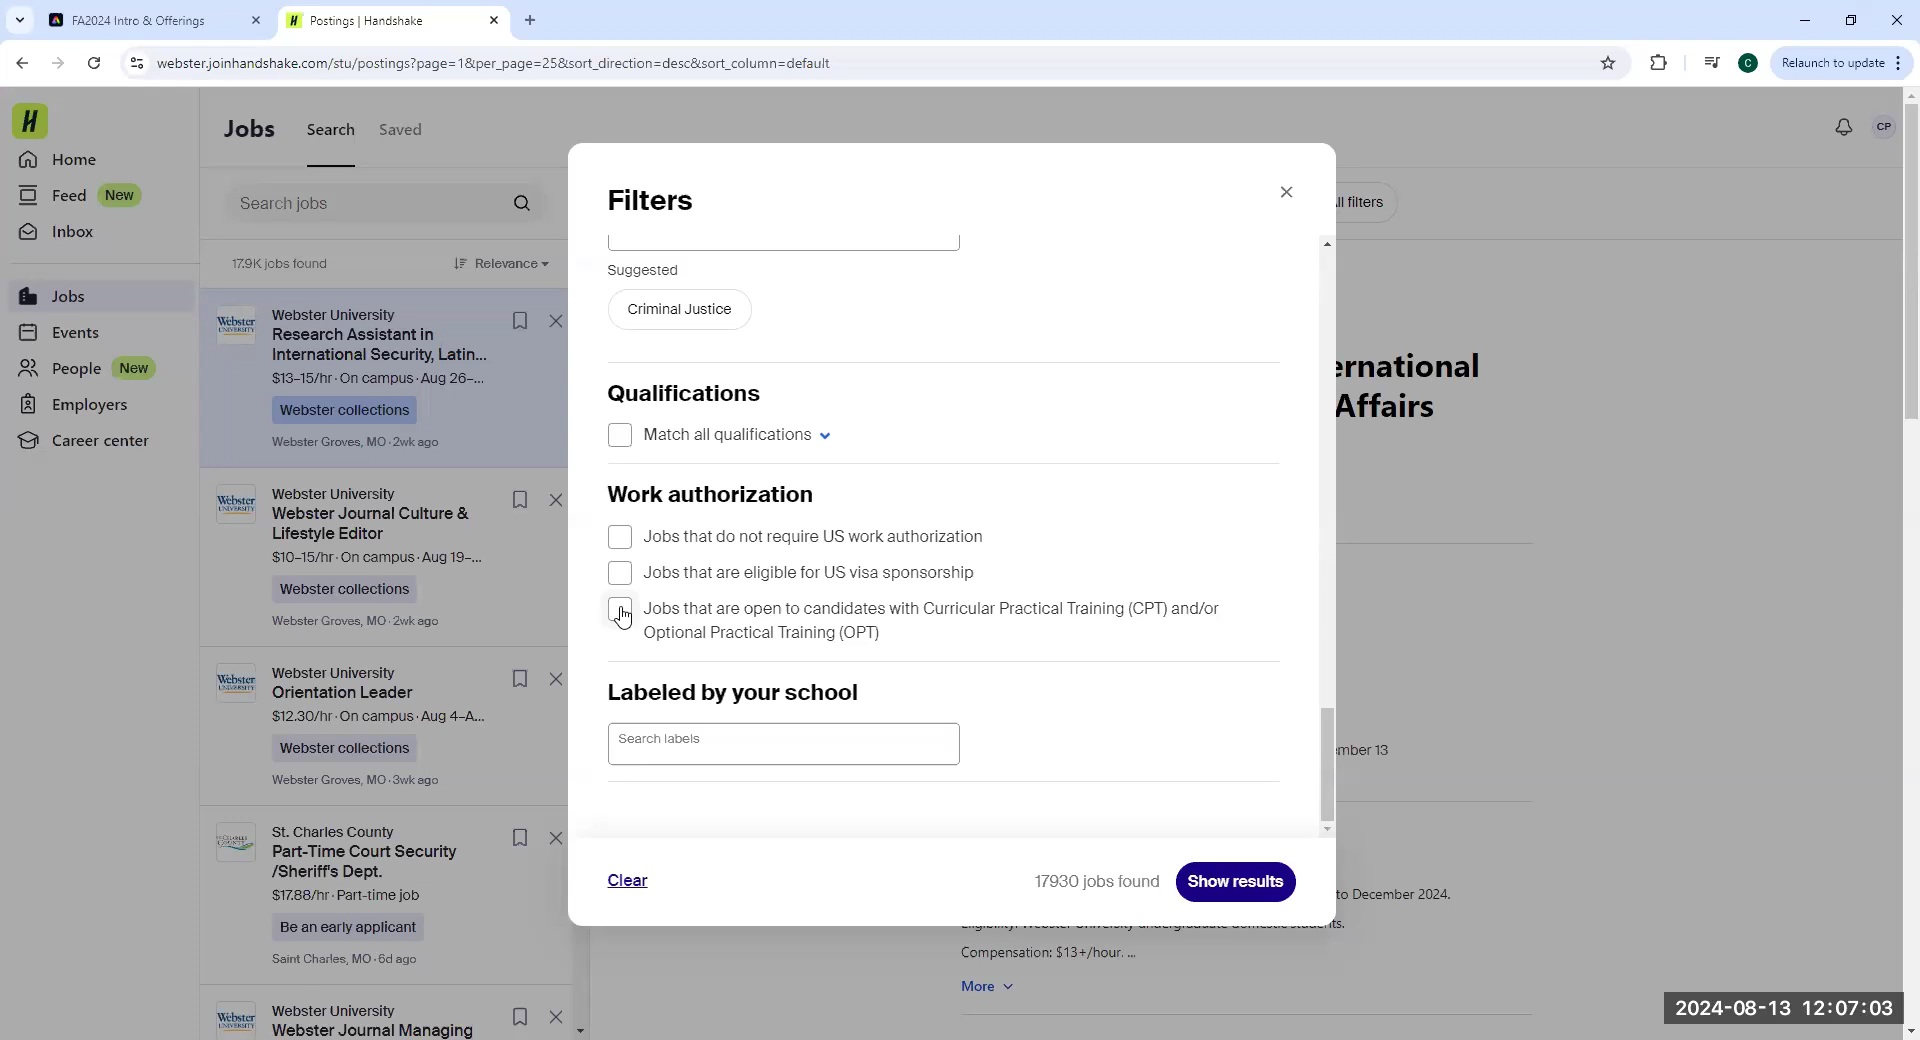 FA2024 Intro & Offerings
Postings | Handshake
webster.joinhandshake.com/stu/postings?page=1&per_page=25&sort_direction=desc&sort_column=default
C
Relaunch to update
Home
Feed New
Inbox
Jobs
Events
People New
Employers
Career center
Jobs
Search
Saved
CP
Search jobs
17.9K jobs found
Relevance
Webster University
Research Assistant in
International Security, Latin...
$13–15/hr · On campus · Aug 26–...
Webster collections
Webster Groves, MO · 2wk ago
Webster University
Webster Journal Culture &
Lifestyle Editor
$10–15/hr · On campus · Aug 19–...
Webster collections
Webster Groves, MO · 2wk ago
Webster University
Orientation Leader
$12.30/hr · On campus · Aug 4–A...
Webster collections
Webster Groves, MO · 3wk ago
St. Charles County
Part-Time Court Security
/Sheriff's Dept.
$17.88/hr · Part-time job
Be an early applicant
Saint Charles, MO · 6d ago
Webster University
Webster Journal Managing
Filters
Suggested
Criminal Justice
Qualifications
Match all qualifications
Work authorization
Jobs that do not require US work authorization
Jobs that are eligible for US visa sponsorship
Jobs that are open to candidates with Curricular Practical Training (CPT) and/or
Optional Practical Training (OPT)
Labeled by your school
Search labels
Clear
17930 jobs found
Show results
ll filters
ernational
Affairs
ember 13
to December 2024.
Eligibility: Webster University undergraduate domestic students.
Compensation: $13+/hour. ...
More
2024-08-13 12:07:03